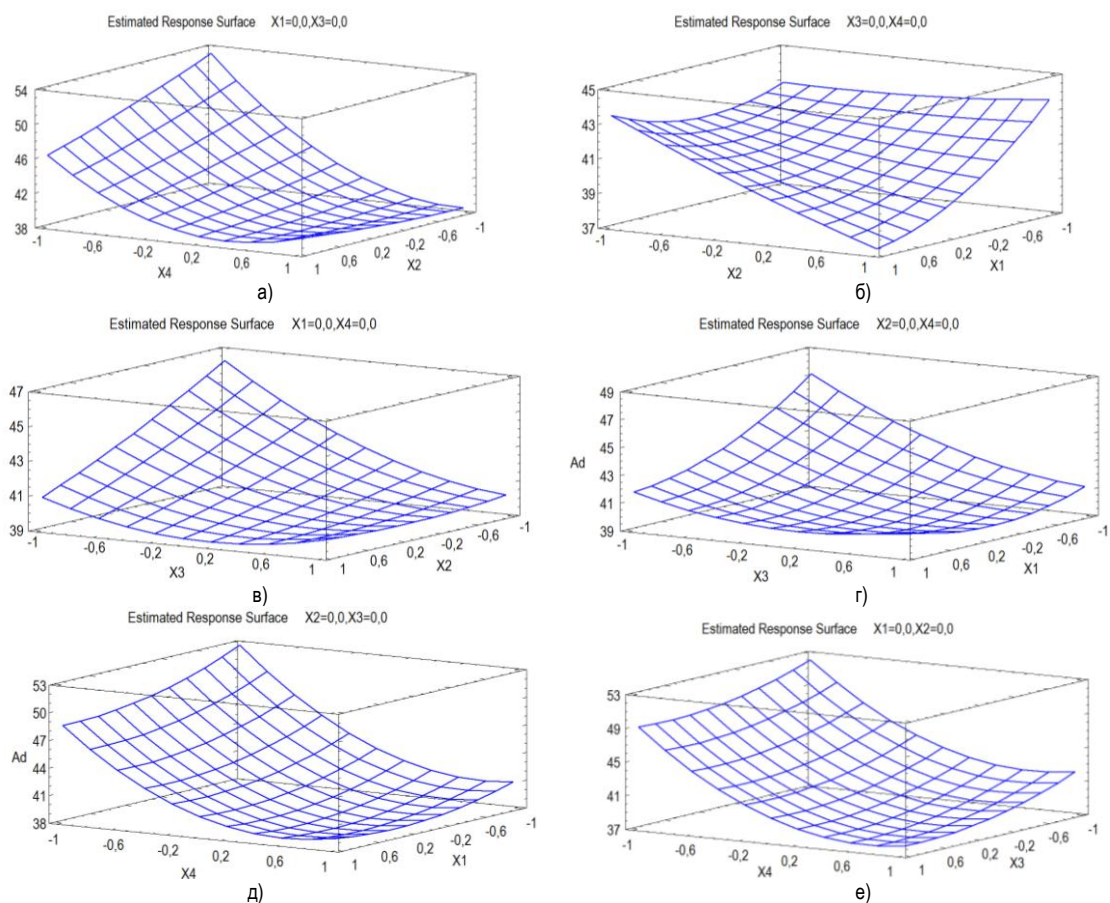 Estimated Response Surface X1=0,0,X3=0,0
54
50
46
42
38
-1 -0,6 -0,2 0,2 0,6 1
X4
1 0,6 0,2 -0,2 -0,6 -1
X2
а)
Estimated Response Surface X3=0,0,X4=0,0
45
43
41
39
37
-1 -0,6 -0,2 0,2 0,6 1
X2
1 0,6 0,2 -0,2 -0,6 -1
X1
б)
Estimated Response Surface X1=0,0,X4=0,0
47
45
43
41
39
-1 -0,6 -0,2 0,2 0,6 1
X3
1 0,6 0,2 -0,2 -0,6 -1
X2
в)
Estimated Response Surface X2=0,0,X4=0,0
49
47
45
43
41
39
Ad
-1 -0,6 -0,2 0,2 0,6 1
X3
1 0,6 0,2 -0,2 -0,6 -1
X1
г)
Estimated Response Surface X2=0,0,X3=0,0
53
50
47
44
41
38
Ad
-1 -0,6 -0,2 0,2 0,6 1
X4
1 0,6 0,2 -0,2 -0,6 -1
X1
д)
Estimated Response Surface X1=0,0,X2=0,0
53
49
45
41
37
-1 -0,6 -0,2 0,2 0,6 1
X4
1 0,6 0,2 -0,2 -0,6 -1
X3
е)